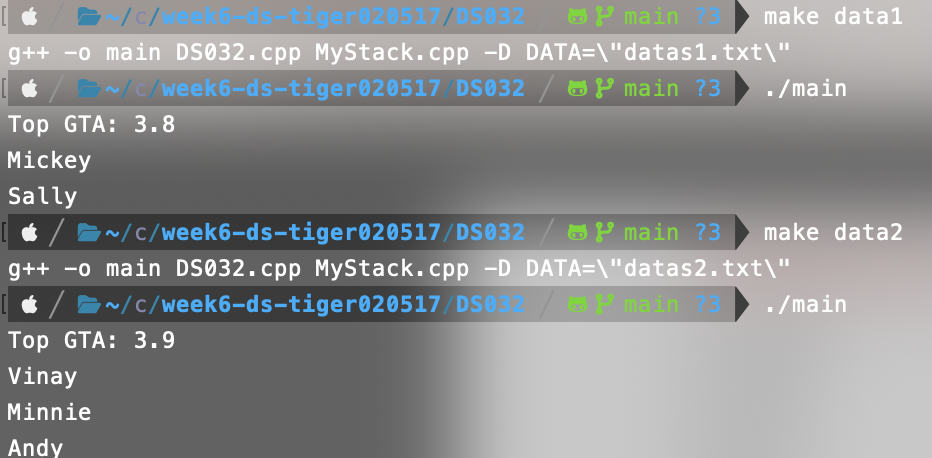 ~/c/week6-ds-tiger020517/DS032 / main ?3 make data1
g++ -o main DS032.cpp MyStack.cpp -D DATA=\"datas1.txt\"
/ ~/c/week6-ds-tiger020517/DS032 / main ?3 ./main
Top GTA: 3.8
Mickey
Sally
/ ~/c/week6-ds-tiger020517/DS032 / main ?3 make data2
g++ -o main DS032.cpp MyStack.cpp -D DATA=\"datas2.txt\"
/ ~/c/week6-ds-tiger020517/DS032 / main ?3 ./main
Top GTA: 3.9
Vinay
Minnie
Andy